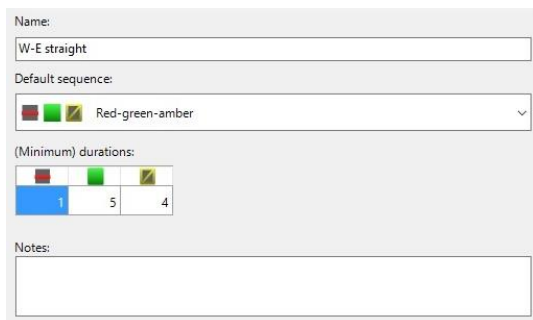 Name:
W-E straight
Default sequence:
Red-green-amber
(Minimum) durations:
1 5 4
Notes: